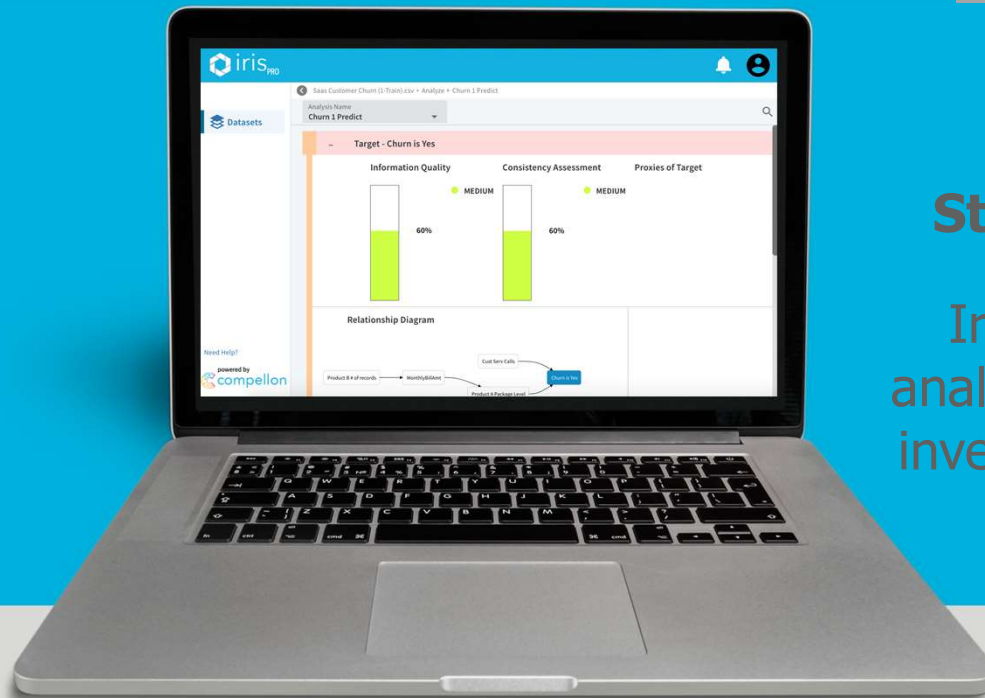 iris PRO
Saas Customer Churn (1:Train).csv • Analyze • Churn 1 Predict
Analysis Name
Churn 1 Predict
Datasets
– Target - Churn is Yes
Information Quality Consistency Assessment Proxies of Target
MEDIUM MEDIUM
60% 60%
Relationship Diagram
Cust Serv Calls
Product B # of records MonthlyBillAmt Churn is Yes
Product A Package Level
Need Help?
powered by
compellon
St
In
anal
inve